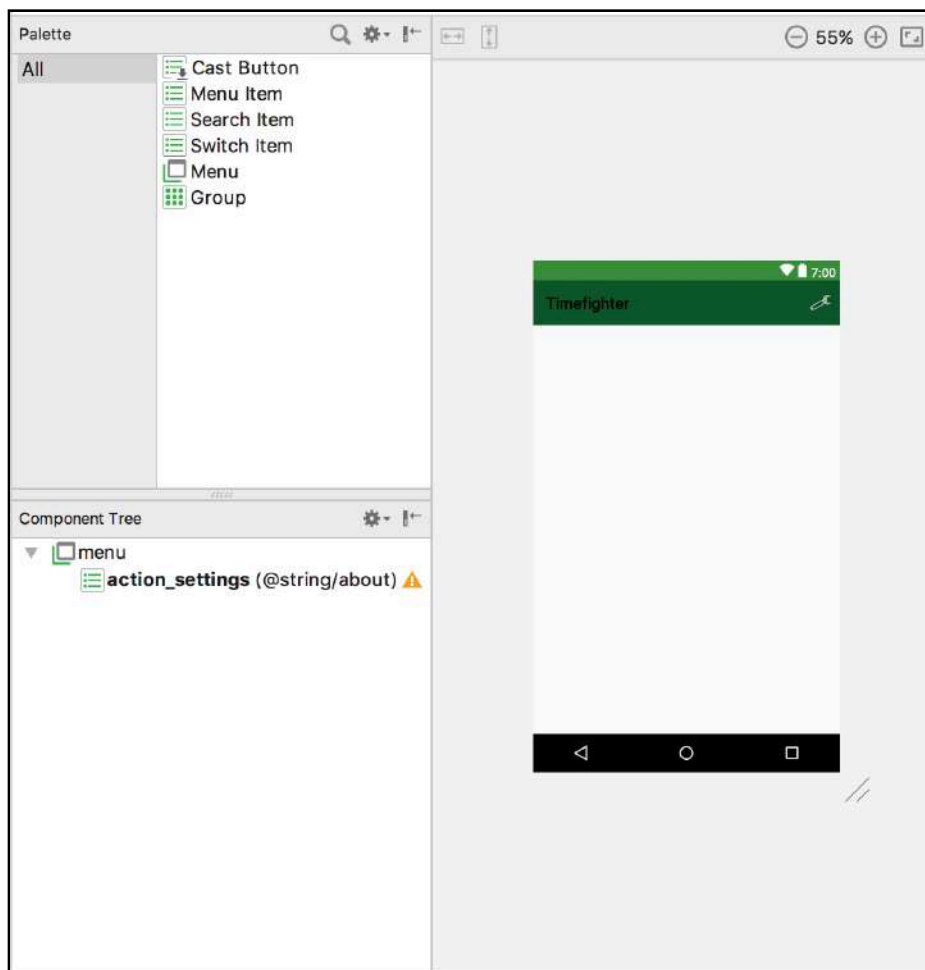 Palette
55%
All
Cast Button
Menu Item
Search Item
Switch Item
Menu
Group
7:00
Timefighter
Component Tree
menu
action_settings (@string/about)